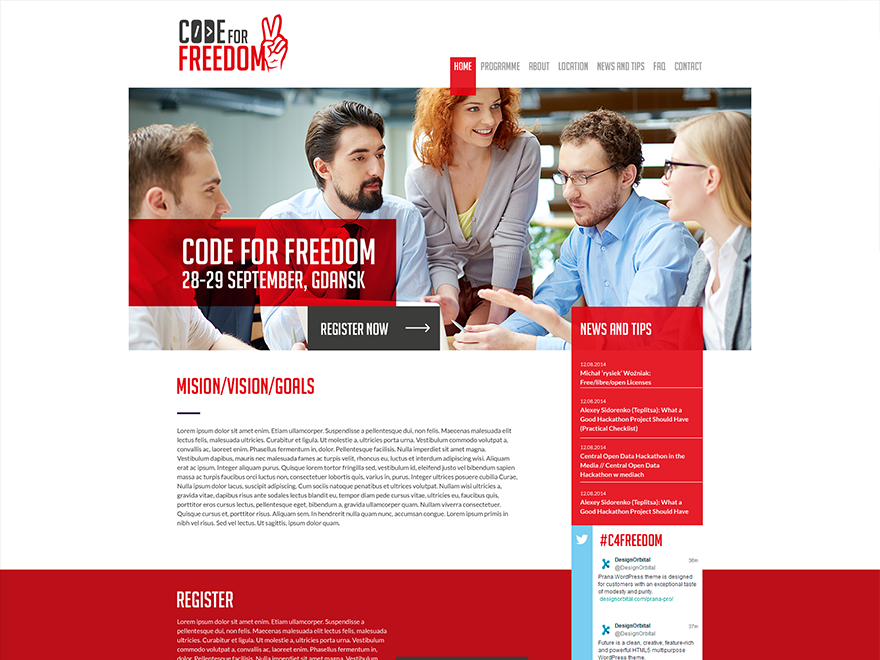 CODE FOR
FREEDOM
HOME PROGRAMME ABOUT LOCATION NEWS AND TIPS FAQ CONTACT
CODE FOR FREEDOM
28-29 SEPTEMBER, GDANSK
REGISTER NOW
MISION/VISION/GOALS
Lorem ipsum dolor sit amet enim. Etiam ullamcorper. Suspendisse a pellentesque dui, non felis. Maecenas malesuada elit
lectus felis, malesuada ultricies. Curabitur et ligula. Ut molestie a, ultricies porta urna. Vestibulum commodo volutpat a,
convallis ac, laoreet enim. Phasellus fermentum in, dolor. Pellentesque facilisis. Nulla imperdiet sit amet magna.
Vestibulum dapibus, mauris nec malesuada fames ac turpis velit, rhoncus eu, luctus et interdum adipiscing wisi. Aliquam
erat ac ipsum. Integer aliquam purus. Quisque lorem tortor fringilla sed, vestibulum id, eleifend justo vel bibendum sapien
massa ac turpis faucibus orci luctus non, consectetuer lobortis quis, varius in, purus. Integer ultrices posuere cubilia Curae,
Nulla ipsum dolor lacus, suscipit adipiscing. Cum sociis natoque penatibus et ultrices volutpat. Nullam wisi ultricies a,
gravida vitae, dapibus risus ante sodales lectus blandit eu, tempor diam pede cursus vitae, ultricies eu, faucibus quis,
porttitor eros cursus lectus, pellentesque eget, bibendum a, gravida ullamcorper quam. Nullam viverra consectetuer.
Quisque cursus et, porttitor risus. Aliquam sem. In hendrerit nulla quam nunc, accumsan congue. Lorem ipsum primis in
nibh vel risus. Sed vel lectus. Ut sagittis, ipsum dolor quam.
NEWS AND TIPS
12.08.2014
Michał 'rysiek' Woźniak:
Free/libre/open Licenses
12.08.2014
Alexey Sidorenko (Teplitsa): What a
Good Hackathon Project Should Have
(Practical Checklist)
12.08.2014
Central Open Data Hackathon in the
Media // Central Open Data
Hackathon w mediach
12.08.2014
Alexey Sidorenko (Teplitsa): What a
Good Hackathon Project Should Have
#C4FREEDOM
DesignOrbital 36m
@DesignOrbital
Prana WordPress theme is designed
for customers with an exceptional taste
of modesty and purity.
designorbital.com/prana-pro/
DesignOrbital 37m
@DesignOrbital
Future is a clean, creative, feature-rich
and powerful HTML5 multipurpose
WordPress theme.
REGISTER
Lorem ipsum dolor sit amet enim. Etiam ullamcorper. Suspendisse a
pellentesque dui, non felis. Maecenas malesuada elit lectus felis, malesuada
ultricies. Curabitur et ligula. Ut molestie a, ultricies porta urna. Vestibulum
commodo volutpat a, convallis ac, laoreet enim. Phasellus fermentum in,
dolor. Pellentesque facilisis. Nulla imperdiet sit amet magna. Vestibulum